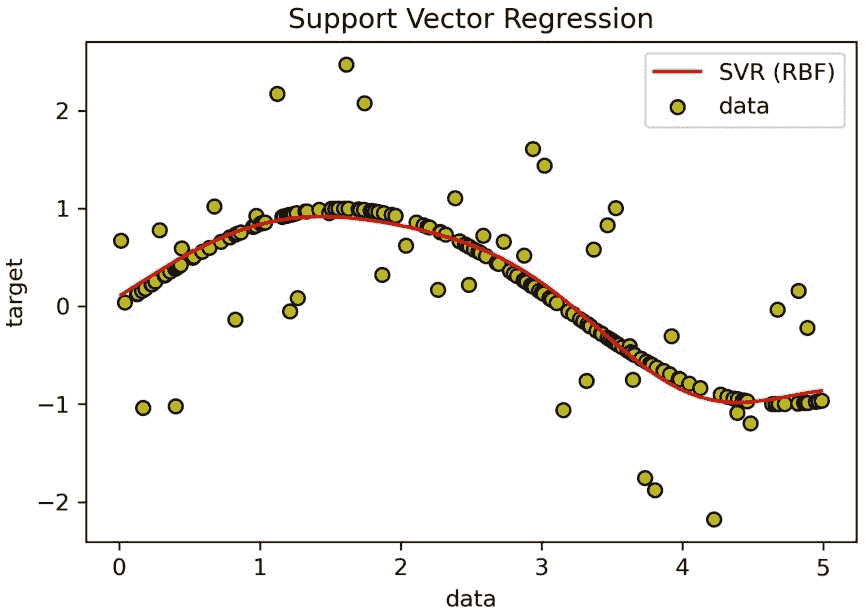 Support Vector Regression
SVR (RBF)
data
target
2
1
0
−1
−2
0 1 2 3 4 5
data